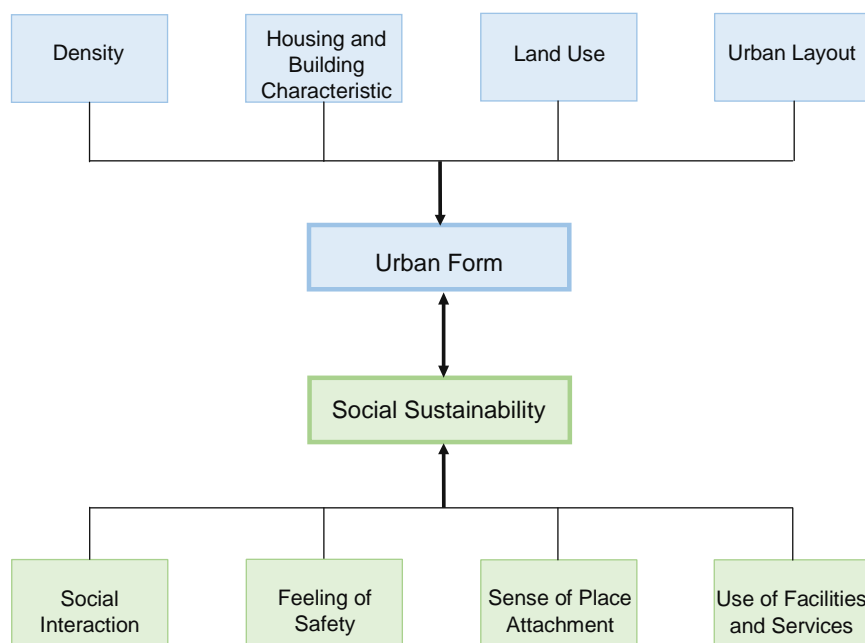 Density
Housing and
Building
Characteristic
Land Use
Urban Layout
Urban Form
Social Sustainability
Social
Interaction
Feeling of
Safety
Sense of Place
Attachment
Use of Facilities
and Services